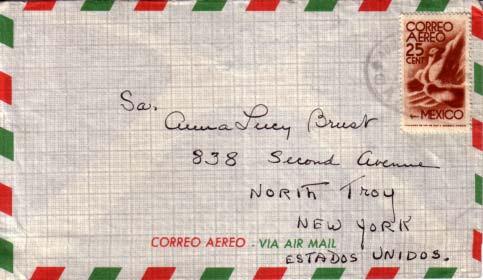 CORREO
AEREO
25
CENT
MEXICO
Sa.
Anna Lucy Brust
838 Second Avenue
NORTH TROY
NEW YORK
CORREO AEREO - VIA AIR MAIL
ESTADOS UNIDOS.